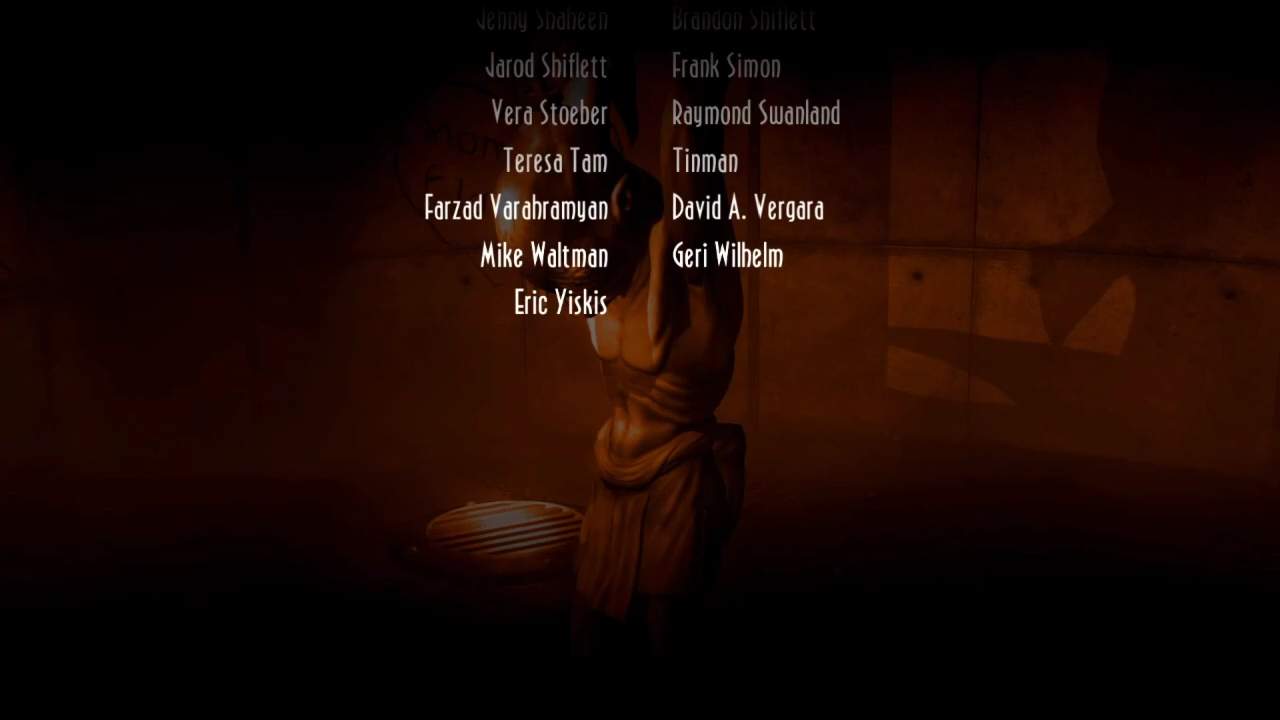 Jenny Shaheen Brandon Shiflett
Jarod Shiflett Frank Simon
Vera Stoeber Raymond Swanland
Teresa Tam Tinman
Farzad Varahramyan David A. Vergara
Mike Waltman Geri Wilhelm
Eric Yiskis